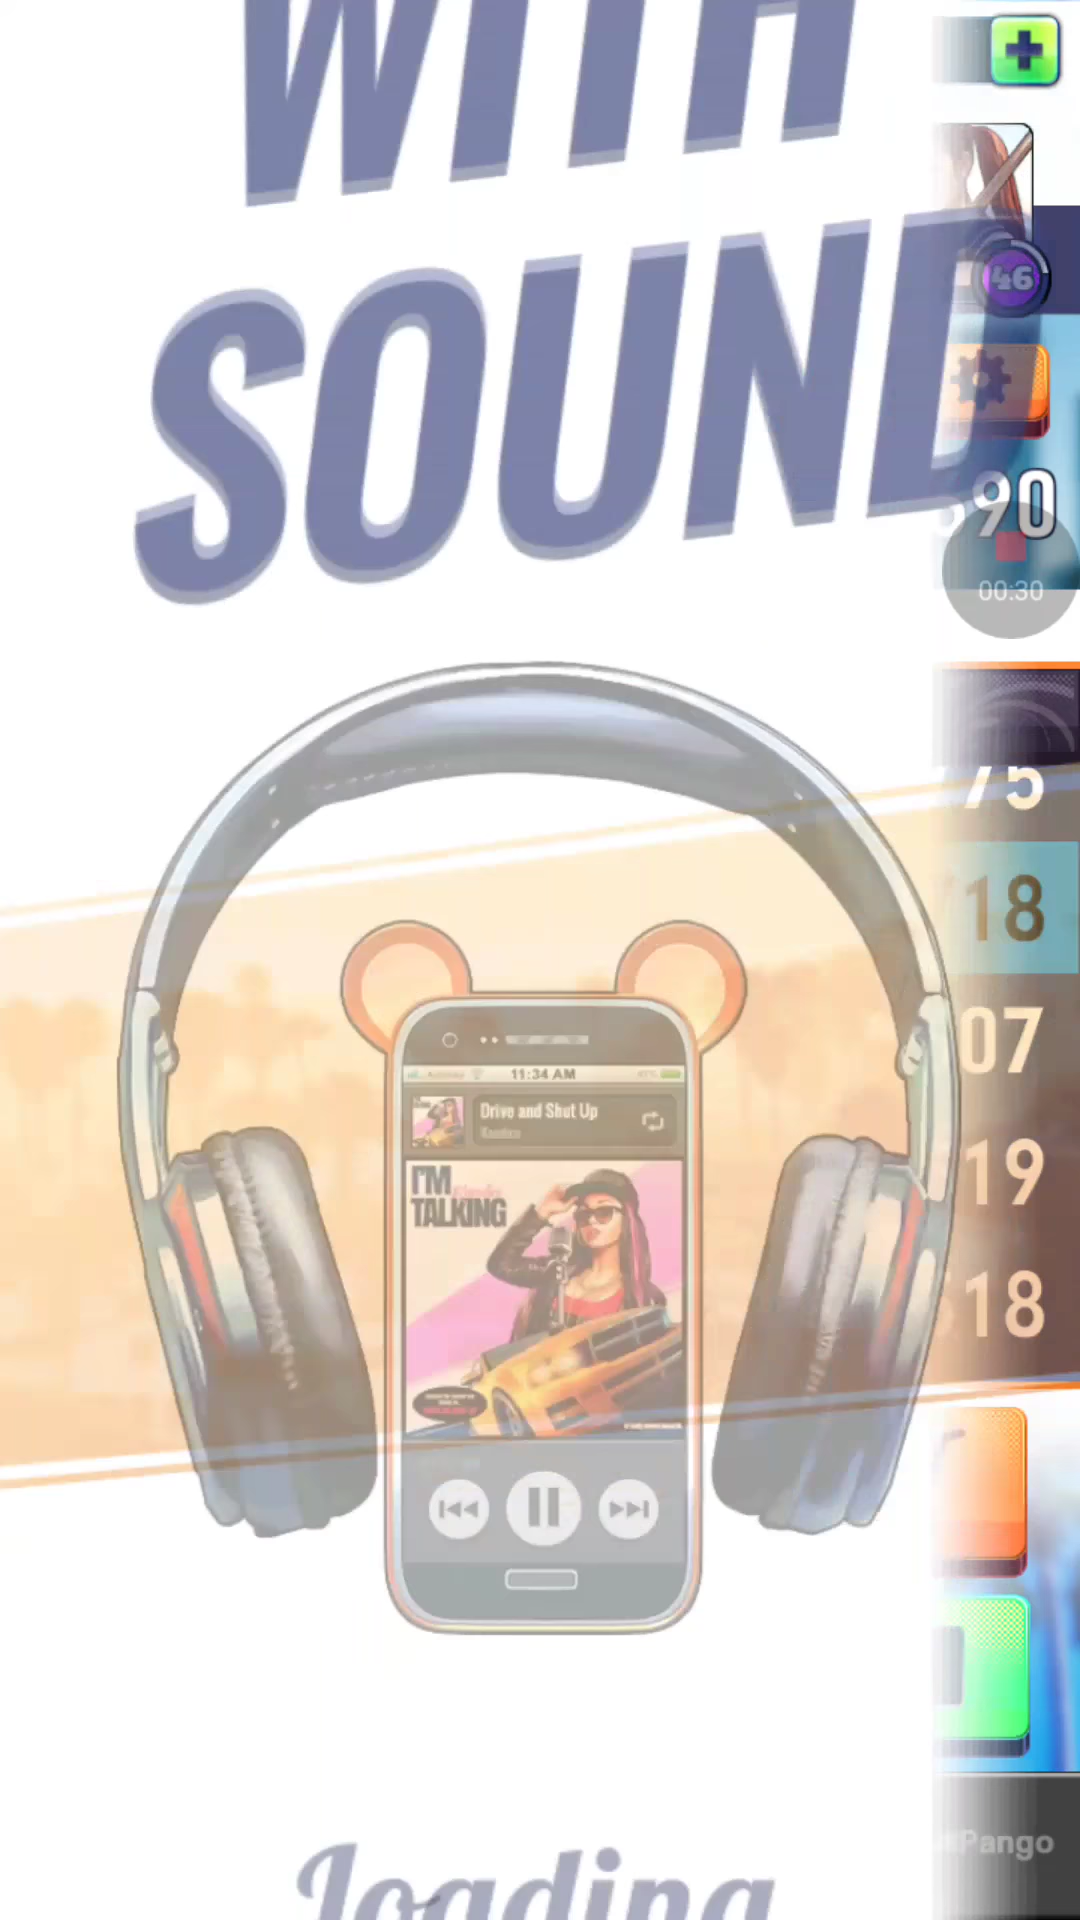 WITH
SOUND
46
90
00:30
75
18
07
19
18
11:34 AM
Drive and Shut Up
I'M
TALKING
Pango
Loading